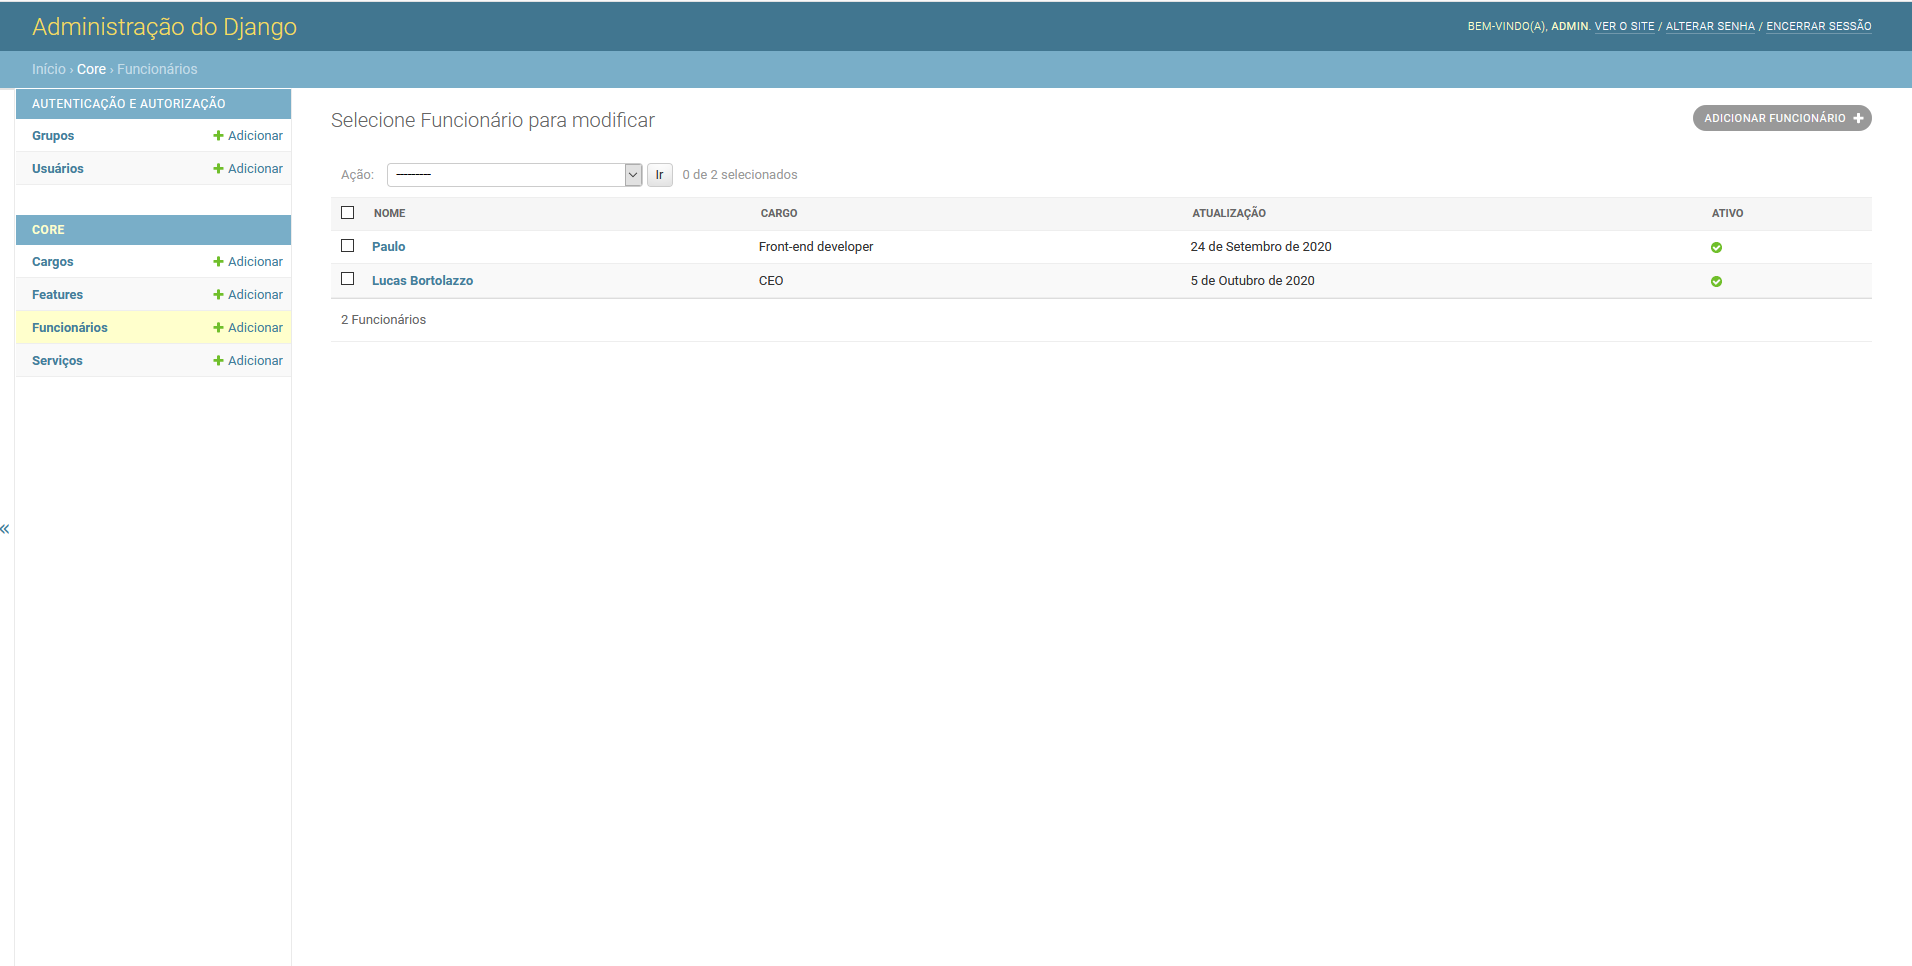 Administração do Django
BEM-VINDO(A), ADMIN. VER O SITE / ALTERAR SENHA / ENCERRAR SESSÃO
Início › Core › Funcionários
AUTENTICAÇÃO E AUTORIZAÇÃO
Grupos Adicionar
Usuários Adicionar
CORE
Cargos Adicionar
Features Adicionar
Funcionários Adicionar
Serviços Adicionar
«
Selecione Funcionário para modificar
ADICIONAR FUNCIONÁRIO
Ação: --------- Ir 0 de 2 selecionados
NOME CARGO ATUALIZAÇÃO ATIVO
Paulo Front-end developer 24 de Setembro de 2020
Lucas Bortolazzo CEO 5 de Outubro de 2020
2 Funcionários